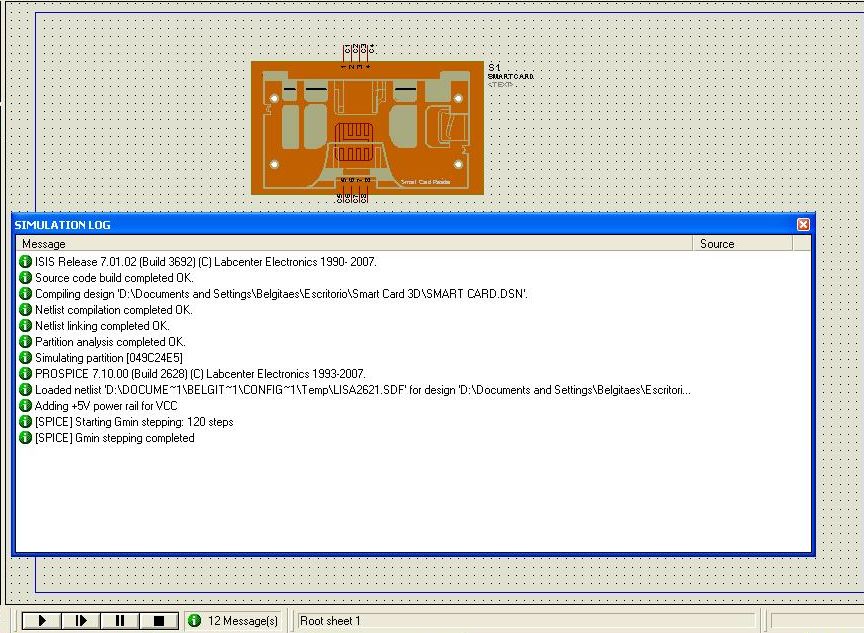 S1
SMARTCARD
<TEXT>
Smart Card Reader
SIMULATION LOG
Message Source
ISIS Release 7.01.02 (Build 3692) (C) Labcenter Electronics 1990- 2007.
Source code build completed OK.
Compiling design 'D:\Documents and Settings\Belgitaes\Escritorio\Smart Card 3D\SMART CARD.DSN'.
Netlist compilation completed OK.
Netlist linking completed OK.
Partition analysis completed OK.
Simulating partition [049C24E5]
PROSPICE 7.10.00 (Build 2628) (C) Labcenter Electronics 1993-2007.
Loaded netlist 'D:\DOCUME~1\BELGIT~1\CONFIG~1\Temp\LISA2621.SDF' for design 'D:\Documents and Settings\Belgitaes\Escritori...
Adding +5V power rail for VCC
[SPICE] Starting Gmin stepping: 120 steps
[SPICE] Gmin stepping completed
12 Message(s) Root sheet 1